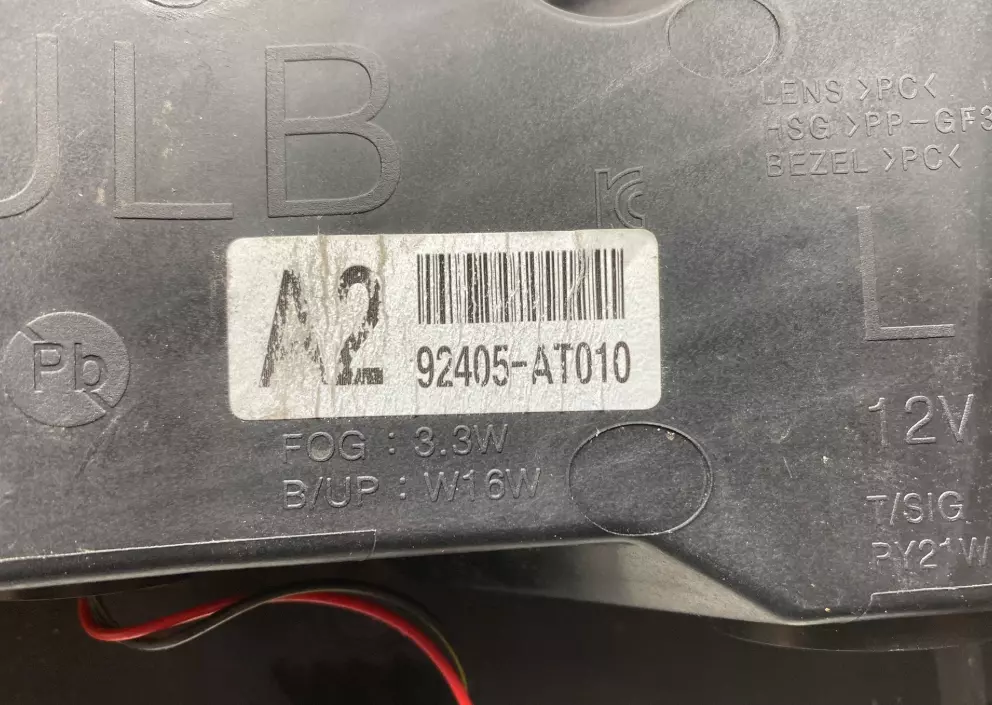 ULB
LENS >PC<
HSG >PP-GF3
BEZEL >PC<
A2
92405-AT010
L
Pb
FOG : 3.3W
B/UP : W16W
12V
T/SIG
PY21W